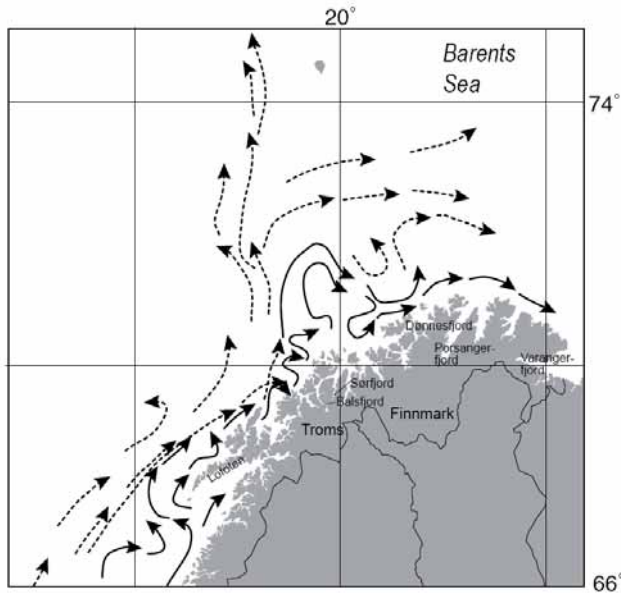 20°
Barents
Sea
74°
Dønnesfjord
Porsanger-
fjord
Varanger-
fjord
Sørfjord
Balsfjord
Finnmark
Troms
Lofoten
66°